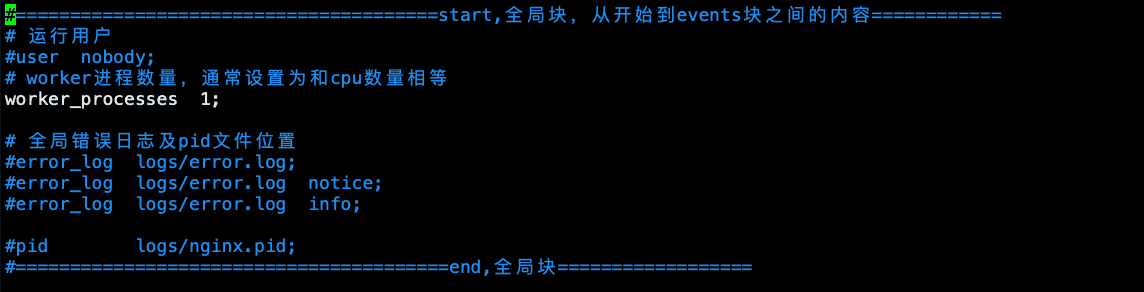 #=======================================start,全局块，从开始到events块之间的内容============
# 运行用户
#user  nobody;
# worker进程数量，通常设置为和cpu数量相等
worker_processes  1;
# 全局错误日志及pid文件位置
#error_log  logs/error.log;
#error_log  logs/error.log  notice;
#error_log  logs/error.log  info;
#pid        logs/nginx.pid;
#========================================end,全局块==================